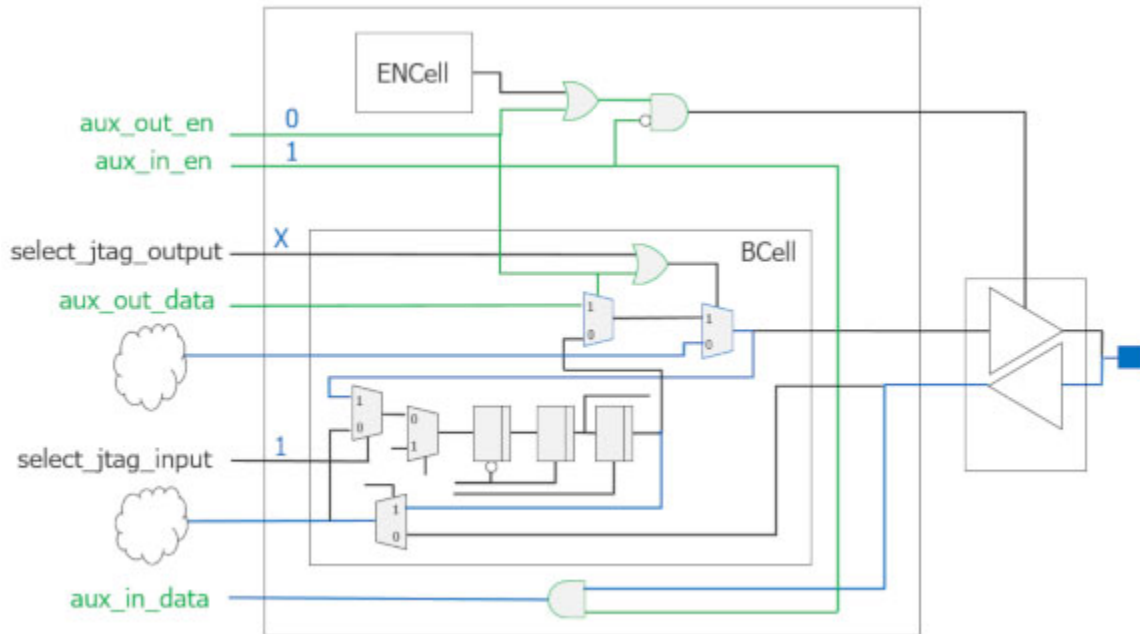 ENCell
aux_out_en
0
aux_in_en
1
select_jtag_output
X
BCell
aux_out_data
1
0
1
0
1
0
0
1
select_jtag_input
1
1
0
aux_in_data